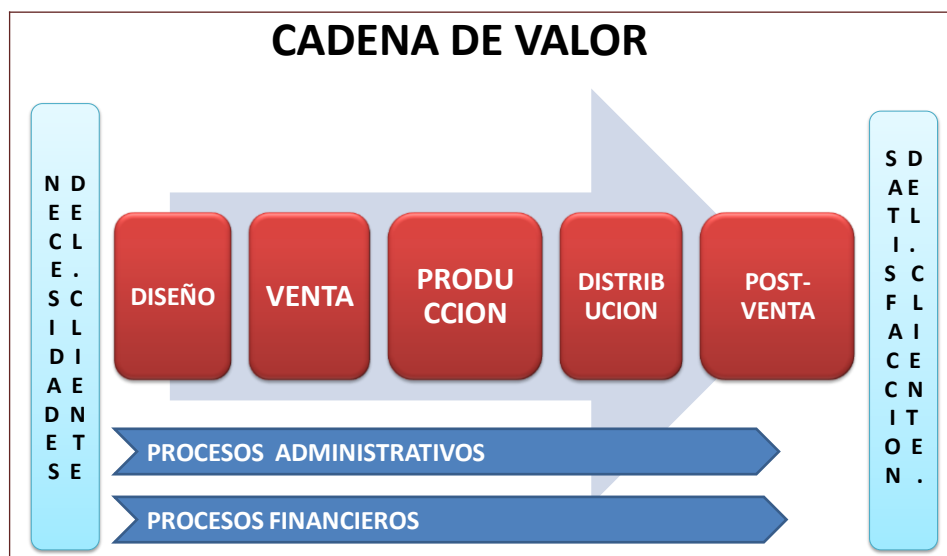 CADENA DE VALOR
NECESIDADES
DEL.CLIENTE
DISEÑO
VENTA
PRODU
CCION
DISTRIB
UCION
POST-
VENTA
SATISFACCION
DEL.CLIENTE.
PROCESOS ADMINISTRATIVOS
PROCESOS FINANCIEROS